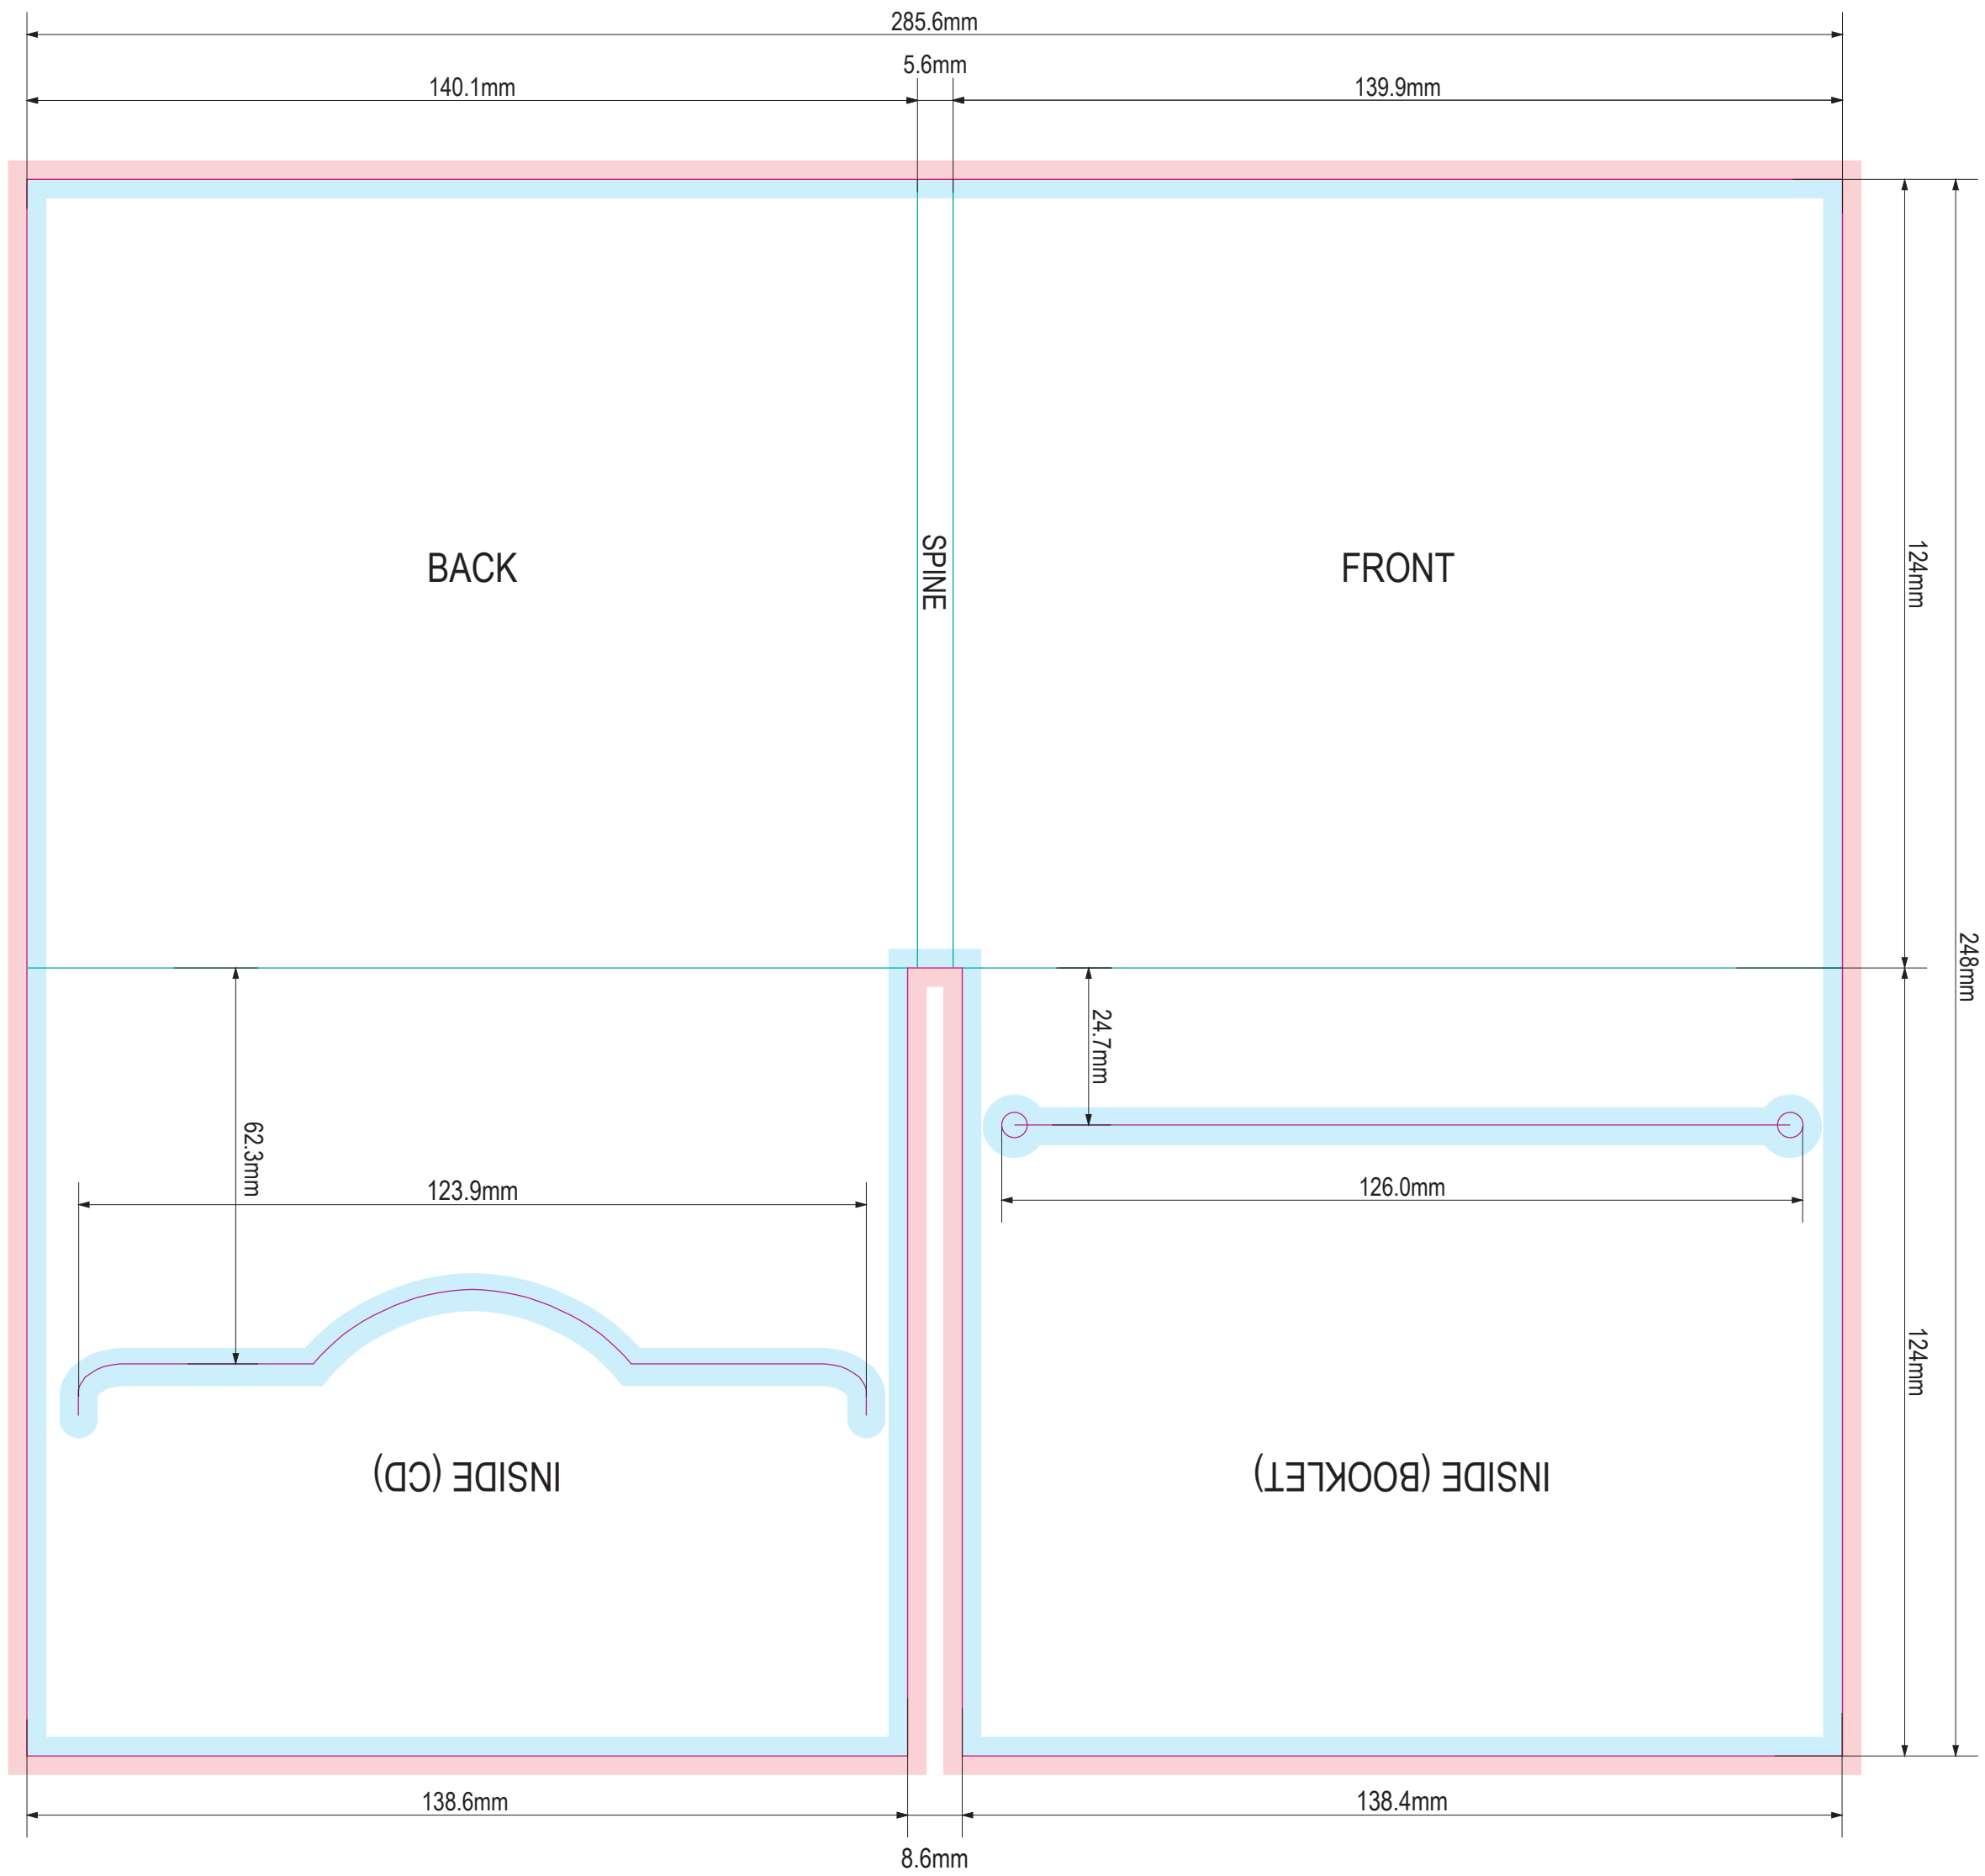 285.6mm
5.6mm
140.1mm
139.9mm
BACK
SPINE
FRONT
124mm
248mm
24.7mm
62.3mm
123.9mm
126.0mm
124mm
INSIDE (CD)
INSIDE (BOOKLET)
138.6mm
138.4mm
8.6mm